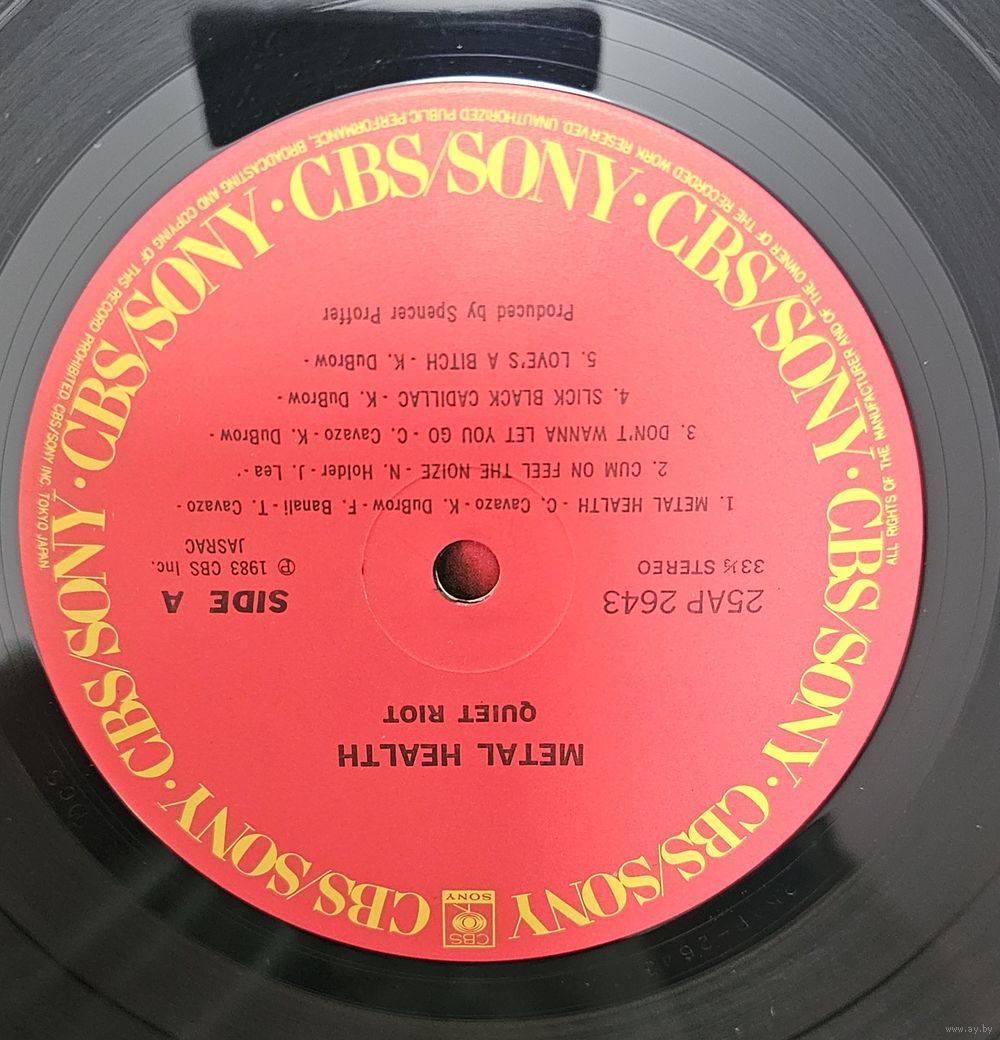 CBS
SONY
CBS/SONY · CBS/SONY · CBS/SONY · CBS/SONY · CBS/SONY · CBS/SONY · CBS/SONY · CBS/SONY
METAL HEALTH
QUIET RIOT
25AP 2643
SIDE A
33⅓ STEREO
℗ 1983 CBS Inc.
JASRAC
1. METAL HEALTH - C. Cavazo - K. DuBrow - F. Banali - T. Cavazo -
2. CUM ON FEEL THE NOIZE - N. Holder - J. Lea -
3. DON'T WANNA LET YOU GO - C. Cavazo - K. DuBrow -
4. SLICK BLACK CADILLAC - K. DuBrow -
5. LOVE'S A BITCH - K. DuBrow -
Produced by Spencer Proffer
ALL RIGHTS OF THE MANUFACTURER AND OF THE OWNER OF THE RECORDED WORK RESERVED. UNAUTHORIZED PUBLIC PERFORMANCE, BROADCASTING AND COPYING OF THIS RECORD PROHIBITED. CBS/SONY INC. TOKYO JAPAN
www.ay.by